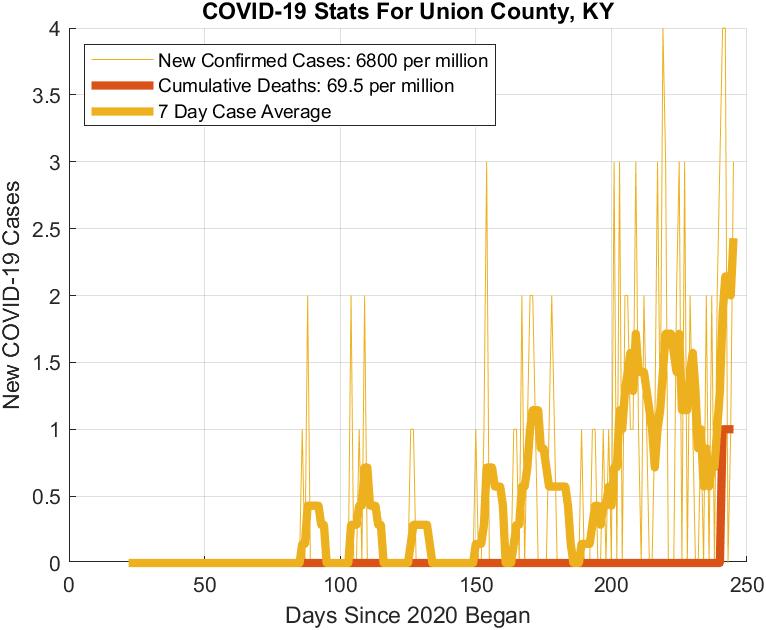 COVID-19 Stats For Union County, KY
New Confirmed Cases: 6800 per million
Cumulative Deaths: 69.5 per million
7 Day Case Average
New COVID-19 Cases
4
3.5
3
2.5
2
1.5
1
0.5
0
0 50 100 150 200 250
Days Since 2020 Began